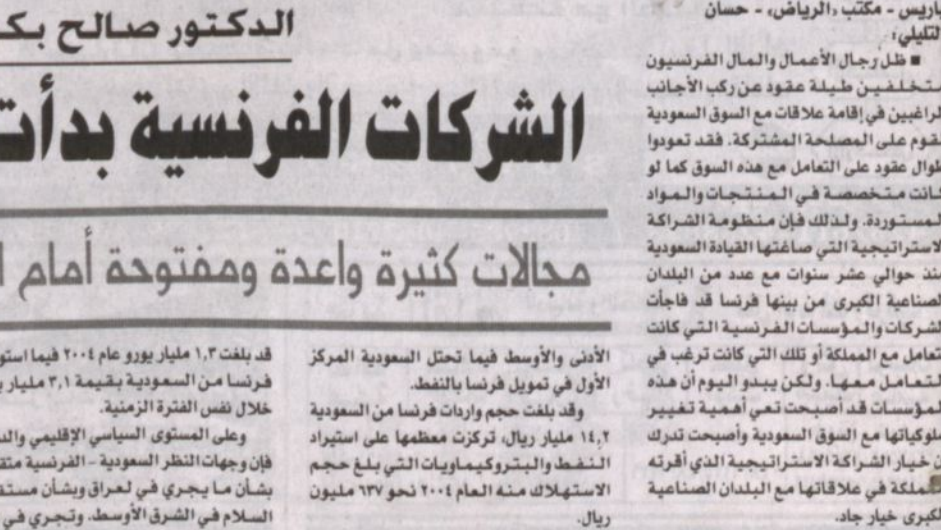 الدكتور صالح بكـ
الشركات الفرنسية بدأت
مجالات كثيرة واعدة ومفتوحة أمام
باريس - مكتب «الرياض» - حسان
التليلي:
■ ظل رجال الأعمال والمال الفرنسيون
متخلفين طيلة عقود عن ركب الأجانب
الراغبين في إقامة علاقات مع السوق السعودية
تقوم على المصلحة المشتركة. فقد تعودوا
طوال عقود على التعامل مع هذه السوق كما لو
كانت متخصصة في المنتجات والمواد
المستوردة. ولذلك فإن منظومة الشراكة
الاستراتيجية التي صاغتها القيادة السعودية
منذ حوالي عشر سنوات مع عدد من البلدان
الصناعية الكبرى من بينها فرنسا قد فاجأت
الشركات والمؤسسات الفرنسية التي كانت
تتعامل مع المملكة أو تلك التي كانت ترغب في
التعامل معها. ولكن يبدو اليوم أن هذه
المؤسسات قد أصبحت تعي أهمية تغيير
سلوكياتها مع السوق السعودية وأصبحت تدرك
أن خيار الشراكة الاستراتيجية الذي أقرته
المملكة في علاقاتها مع البلدان الصناعية
الكبرى خيار جاد.
الأدنى والأوسط فيما تحتل السعودية المركز
الأول في تمويل فرنسا بالنفط.
وقد بلغت حجم واردات فرنسا من السعودية
١٤,٢ مليار ريال، تركزت معظمها على استيراد
النفط والبتروكيماويات التي بلغ حجم
الاستهلاك منه العام ٢٠٠٤ نحو ٦٣٧ مليون
ريال.
قد بلغت ١,٣ مليار يورو عام ٢٠٠٤ فيما استور
فرنسا من السعودية بقيمة ٣,١ مليار
خلال نفس الفترة الزمنية.
وعلى المستوى السياسي الإقليمي والد
فإن وجهات النظر السعودية - الفرنسية متقـ
بشأن ما يجري في لعراق وبشأن مستقـ
السلام في الشرق الأوسط. وتجري في